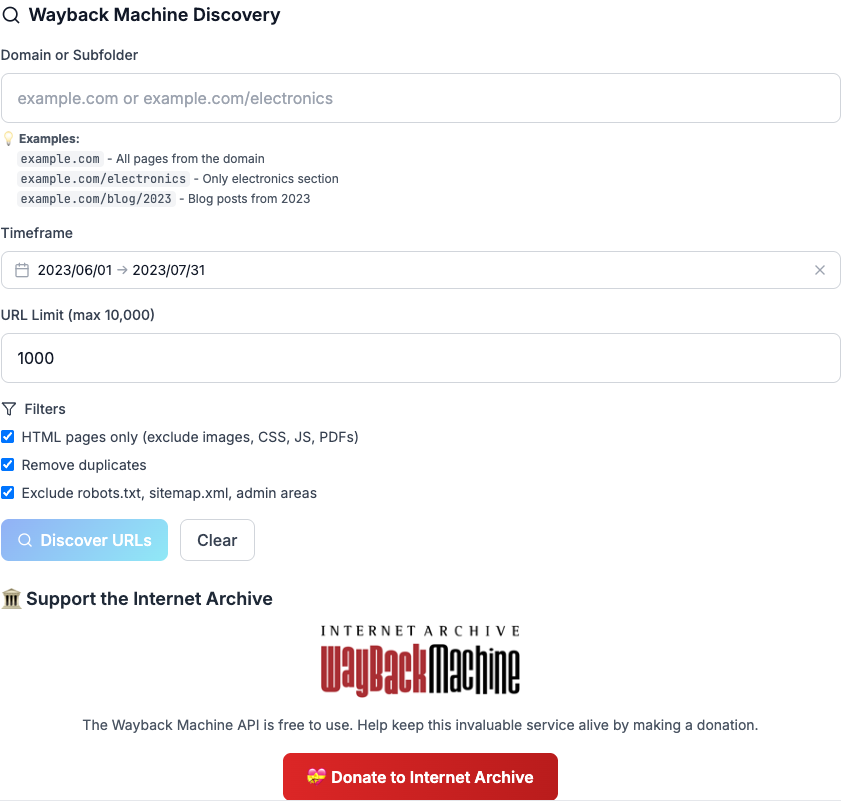 Wayback Machine Discovery
Domain or Subfolder
example.com or example.com/electronics
💡 Examples:
example.com - All pages from the domain
example.com/electronics - Only electronics section
example.com/blog/2023 - Blog posts from 2023
Timeframe
2023/06/01 → 2023/07/31
URL Limit (max 10,000)
1000
Filters
HTML pages only (exclude images, CSS, JS, PDFs)
Remove duplicates
Exclude robots.txt, sitemap.xml, admin areas
Discover URLs Clear
🏛️ Support the Internet Archive
INTERNET ARCHIVE
WayBackMachine
The Wayback Machine API is free to use. Help keep this invaluable service alive by making a donation.
💝 Donate to Internet Archive